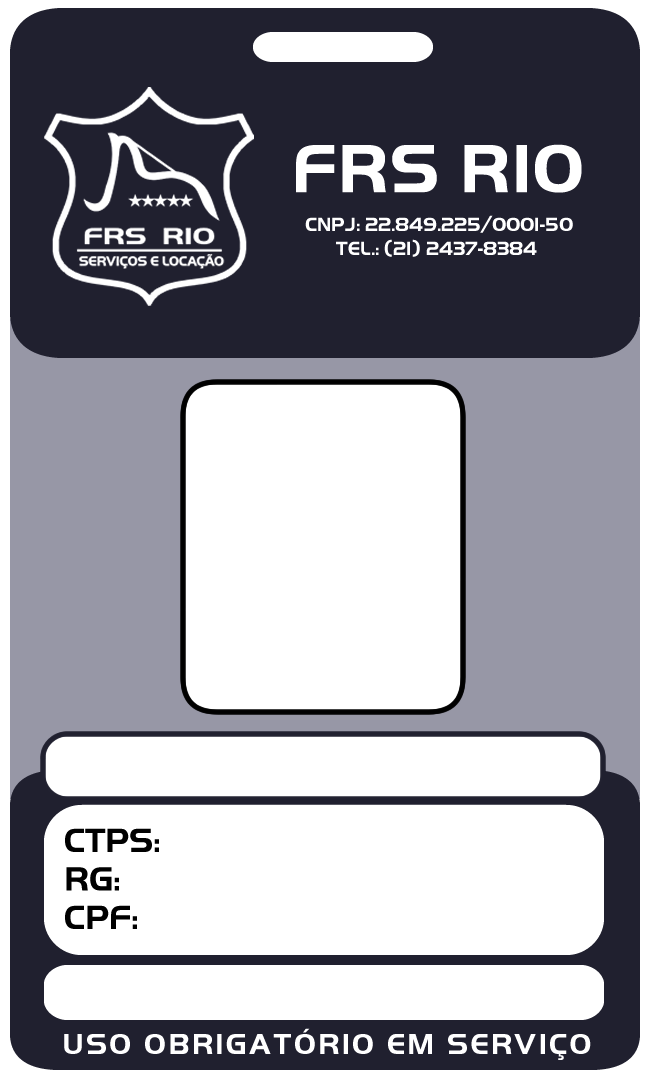 FRS RIO
SERVIÇOS E LOCAÇÃO
FRS RIO
CNPJ: 22.849.225/0001-50
TEL.: (21) 2437-8384
CTPS:
RG:
CPF:
USO OBRIGATÓRIO EM SERVIÇO